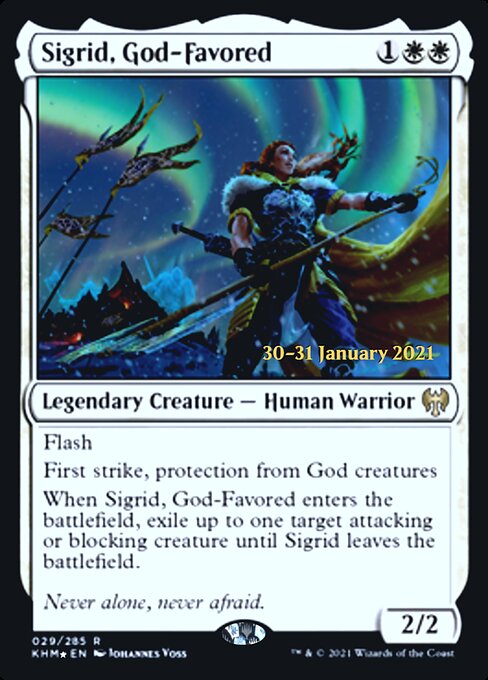 Sigrid, God-Favored 1
30-31 January 2021
Legendary Creature — Human Warrior
Flash
First strike, protection from God creatures
When Sigrid, God-Favored enters the
battlefield, exile up to one target attacking
or blocking creature until Sigrid leaves the
battlefield.
Never alone, never afraid.
2/2
029/285 R
KHM★EN Johannes Voss
™ & © 2021 Wizards of the Coast